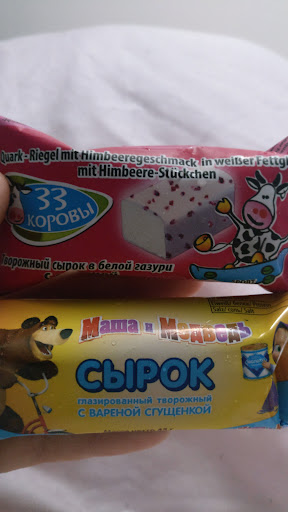 Quark - Riegel mit Himbeeregeschmack in weißer Fettgl
mit Himbeere-Stückchen
33
КОРОВЫ
Творожный сырок в белой газури
Маша и Медведь
СЫРОК
глазированный творожный
С ВАРЕНОЙ СГУЩЕНКОЙ